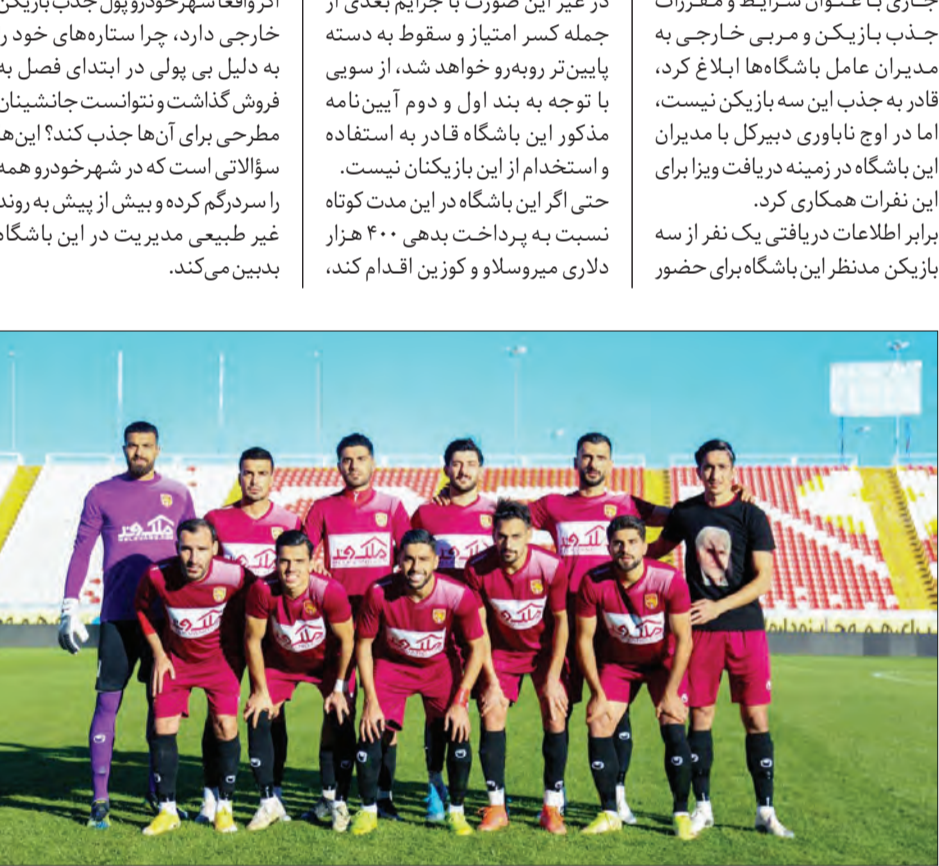 جاری با عنوان شرایط و مقررات
جذب بازیکن و مربی خارجی به
مدیران عامل باشگاه‌ها ابلاغ کرد،
قادر به جذب این سه بازیکن نیست،
اما در اوج ناباوری دبیرکل با مدیران
این باشگاه در زمینه دریافت ویزا برای
این نفرات همکاری کرد.
برابر اطلاعات دریافتی یک نفر از سه
بازیکن مدنظر این باشگاه برای حضور
در غیر این صورت با جرایم بعدی از
جمله کسر امتیاز و سقوط به دسته
پایین‌تر روبه‌رو خواهد شد، از سویی
با توجه به بند اول و دوم آیین‌نامه
مذکور این باشگاه قادر به استفاده
و استخدام از این بازیکنان نیست.
حتی اگر این باشگاه در این مدت کوتاه
نسبت به پرداخت بدهی ۴۰۰ هزار
دلاری میروسلاو و کوزین اقدام کند،
اگر واقعا شهرخودرو پول جذب بازیکن
خارجی دارد، چرا ستاره‌های خود را
به دلیل بی پولی در ابتدای فصل به
فروش گذاشت و نتوانست جانشینان
مطرحی برای آن‌ها جذب کند؟ این‌ها
سؤالاتی است که در شهرخودرو همه
را سردرگم کرده و بیش از پیش به روند
غیر طبیعی مدیریت در این باشگاه
بدبین می‌کند.